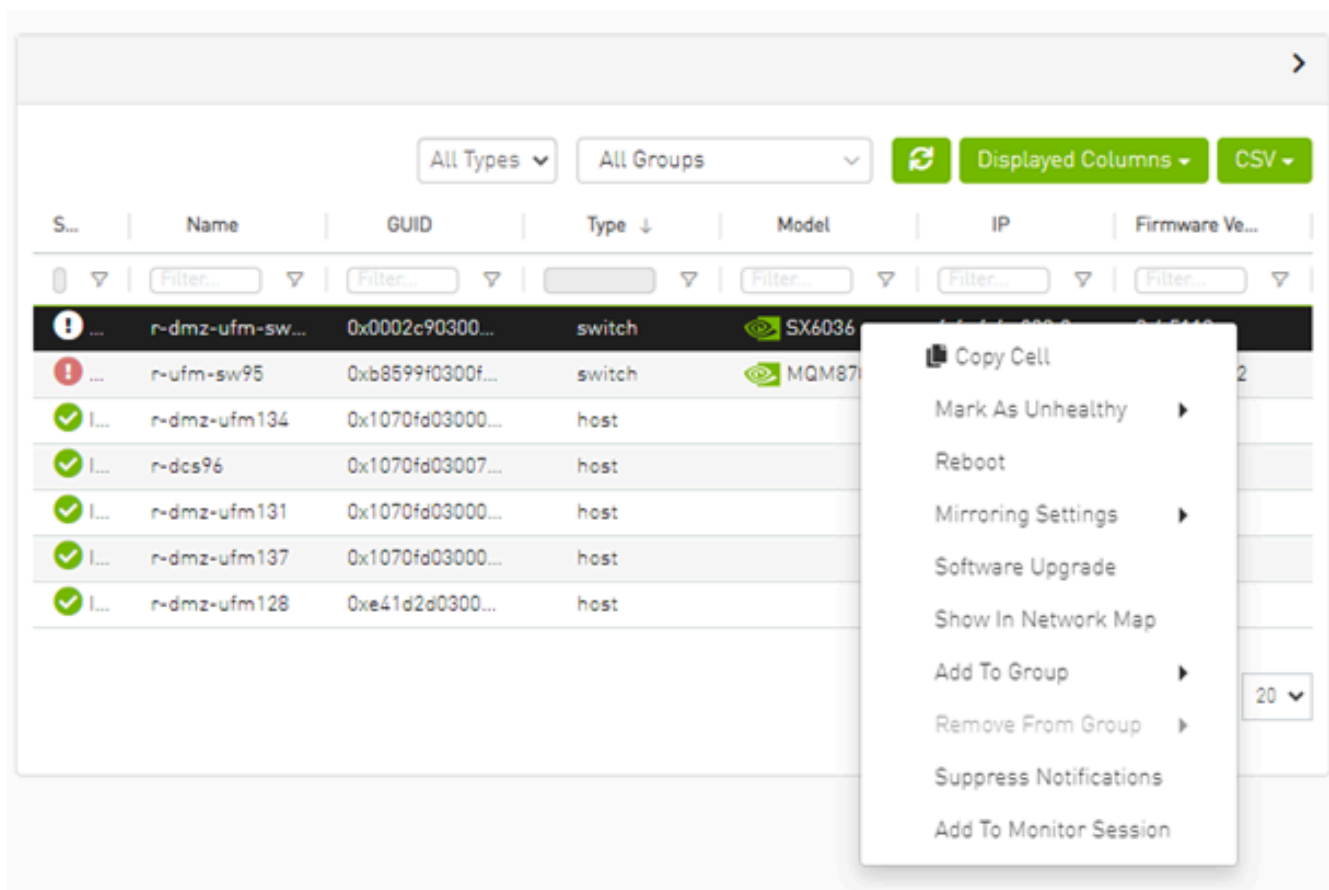 All Types All Groups Displayed Columns CSV
S... Name GUID Type ↓ Model IP Firmware Ve...
Filter... Filter... Filter... Filter... Filter...
... r-dmz-ufm-sw... 0x0002c90300... switch SX6036
... r-ufm-sw95 0xb8599f0300f... switch MQM87 2
I... r-dmz-ufm134 0x1070fd03000... host
I... r-dcs96 0x1070fd03007... host
I... r-dmz-ufm131 0x1070fd03000... host
I... r-dmz-ufm137 0x1070fd03000... host
I... r-dmz-ufm128 0xe41d2d0300... host
20
Copy Cell
Mark As Unhealthy
Reboot
Mirroring Settings
Software Upgrade
Show In Network Map
Add To Group
Remove From Group
Suppress Notifications
Add To Monitor Session